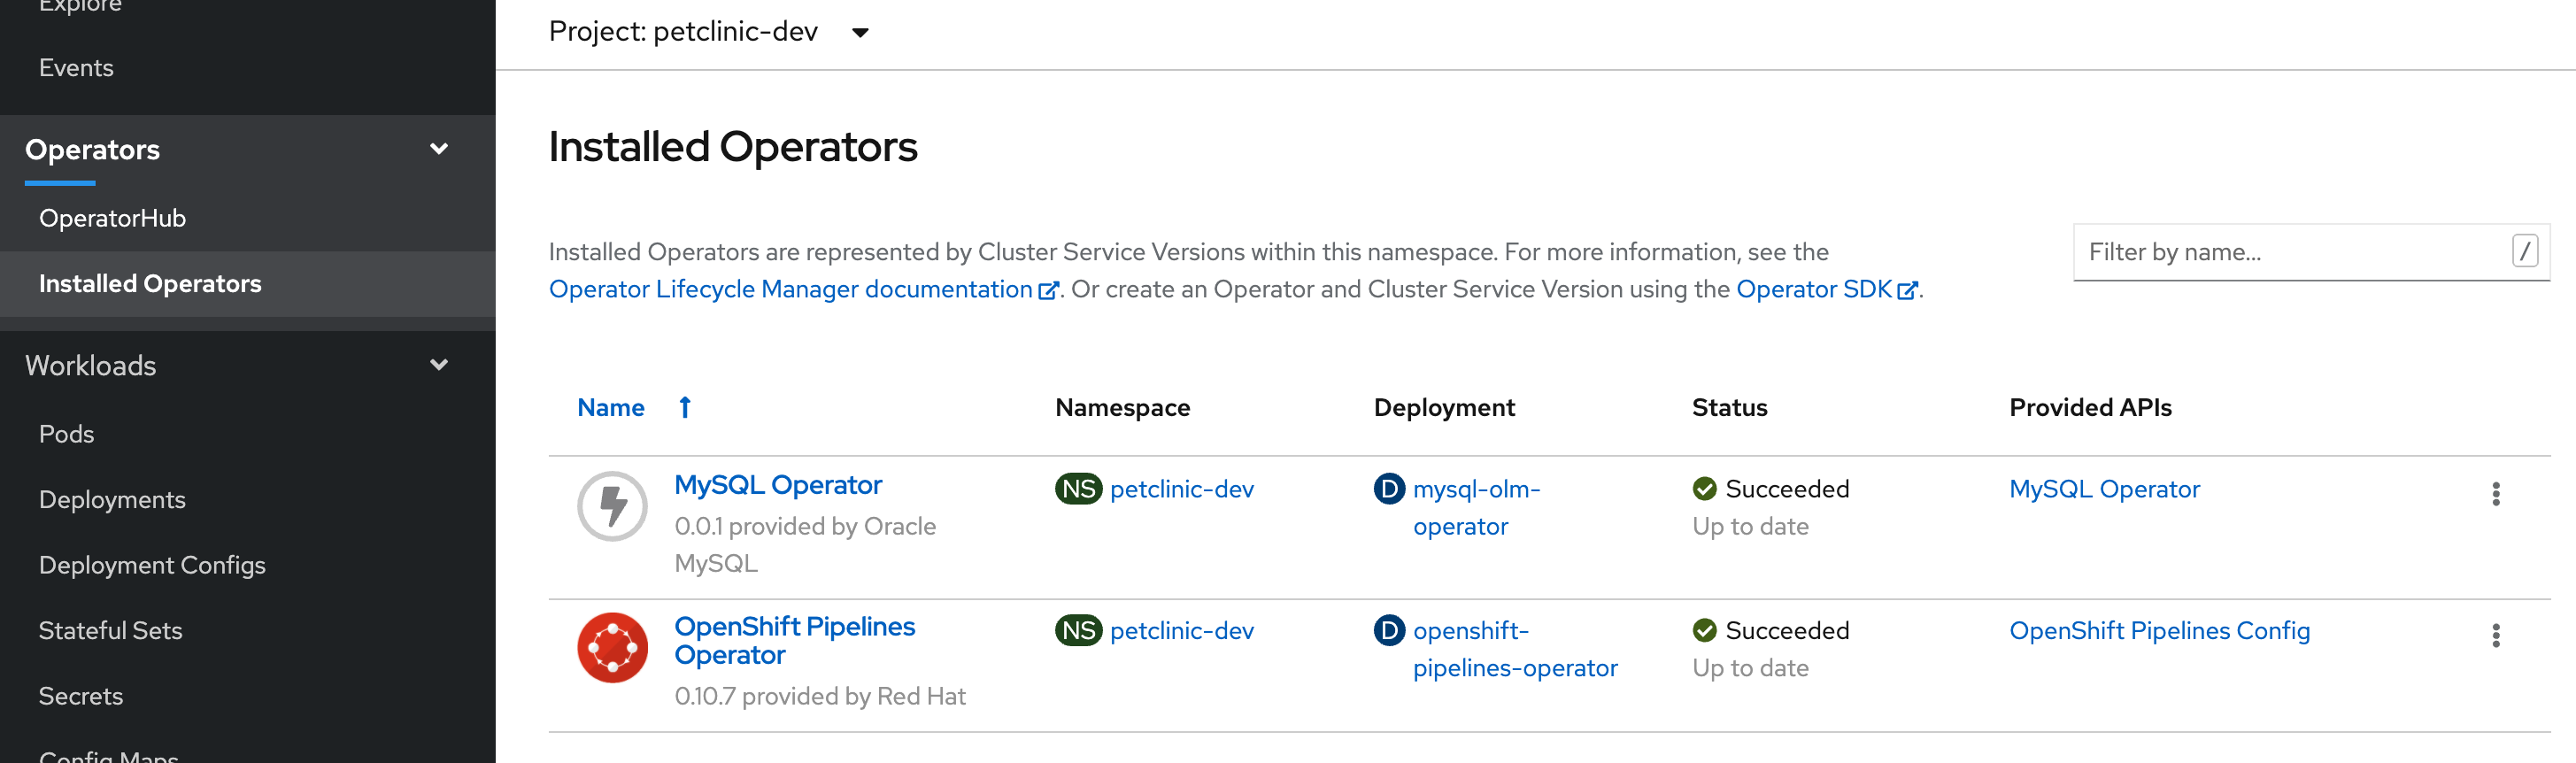 Explore
Events
Operators
OperatorHub
Installed Operators
Workloads
Pods
Deployments
Deployment Configs
Stateful Sets
Secrets
Config Maps
Project: petclinic-dev
Installed Operators
Installed Operators are represented by Cluster Service Versions within this namespace. For more information, see the
Operator Lifecycle Manager documentation. Or create an Operator and Cluster Service Version using the Operator SDK.
Filter by name...
/
Name Namespace Deployment Status Provided APIs
MySQL Operator
0.0.1 provided by Oracle
MySQL
NS petclinic-dev
D mysql-olm-
operator
Succeeded
Up to date
MySQL Operator
OpenShift Pipelines
Operator
0.10.7 provided by Red Hat
NS petclinic-dev
D openshift-
pipelines-operator
Succeeded
Up to date
OpenShift Pipelines Config